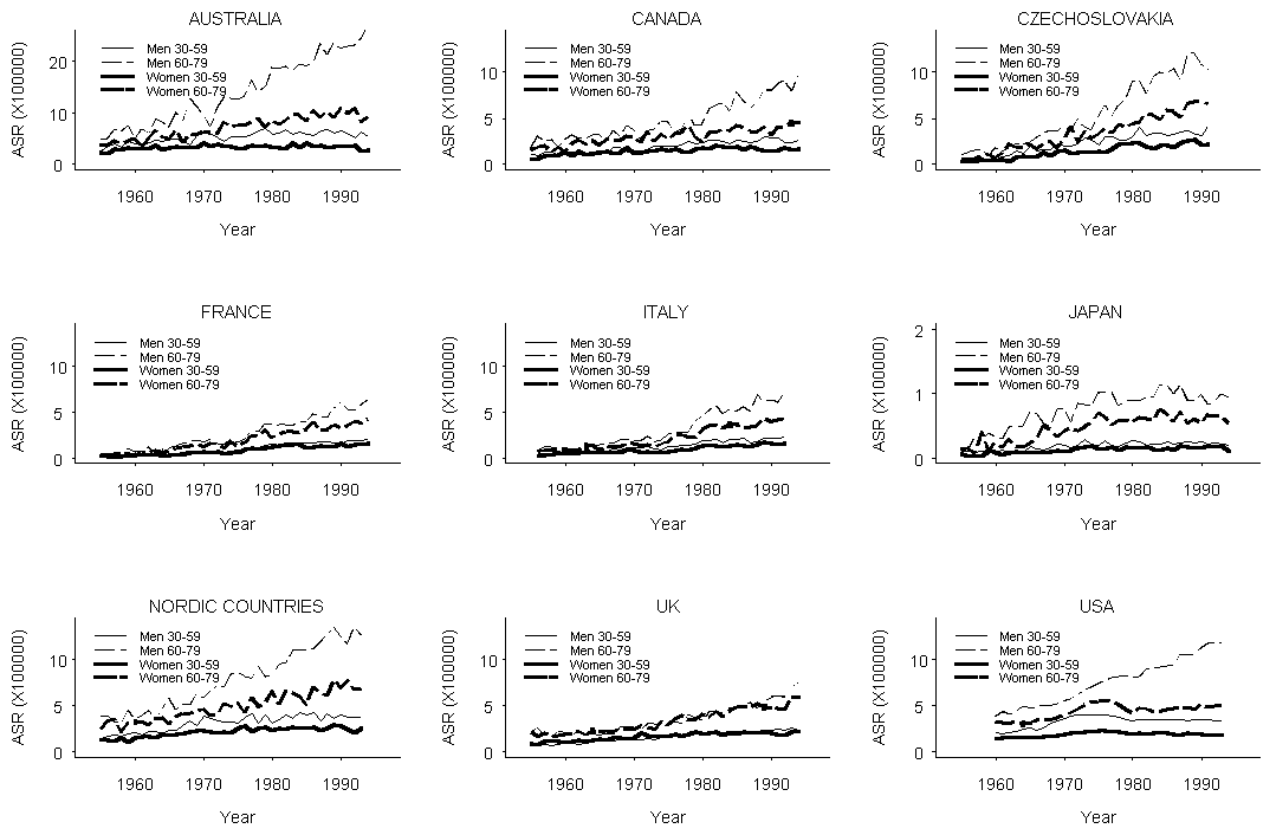 AUSTRALIA
ASR (X100000)
20
10
0
Men 30-59
Men 60-79
Women 30-59
Women 60-79
1960 1970 1980 1990
Year
CANADA
ASR (X100000)
10
5
0
Men 30-59
Men 60-79
Women 30-59
Women 60-79
1960 1970 1980 1990
Year
CZECHOSLOVAKIA
ASR (X100000)
10
5
0
Men 30-59
Men 60-79
Women 30-59
Women 60-79
1960 1970 1980 1990
Year
FRANCE
ASR (X100000)
10
5
0
Men 30-59
Men 60-79
Women 30-59
Women 60-79
1960 1970 1980 1990
Year
ITALY
ASR (X100000)
10
5
0
Men 30-59
Men 60-79
Women 30-59
Women 60-79
1960 1970 1980 1990
Year
JAPAN
ASR (X100000)
2
1
0
Men 30-59
Men 60-79
Women 30-59
Women 60-79
1960 1970 1980 1990
Year
NORDIC COUNTRIES
ASR (X100000)
10
5
0
Men 30-59
Men 60-79
Women 30-59
Women 60-79
1960 1970 1980 1990
Year
UK
ASR (X100000)
10
5
0
Men 30-59
Men 60-79
Women 30-59
Women 60-79
1960 1970 1980 1990
Year
USA
ASR (X100000)
10
5
0
Men 30-59
Men 60-79
Women 30-59
Women 60-79
1960 1970 1980 1990
Year